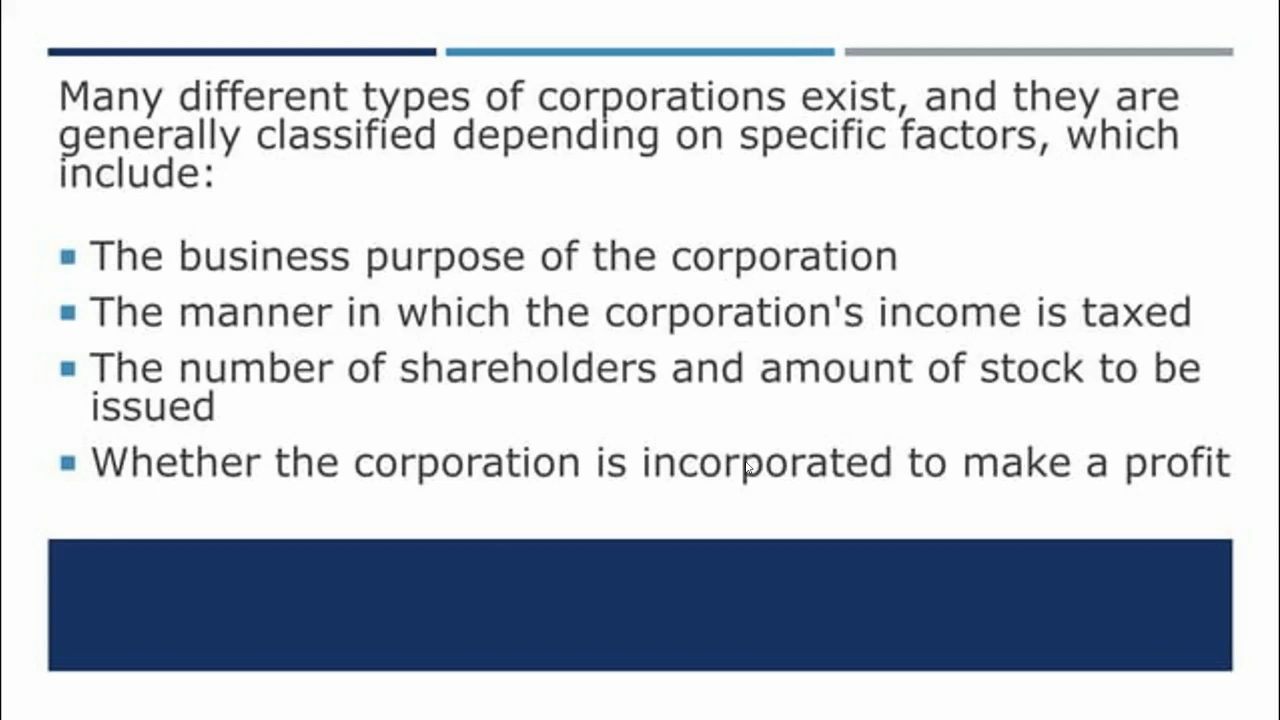 Many different types of corporations exist, and they are
generally classified depending on specific factors, which
include:
The business purpose of the corporation
The manner in which the corporation's income is taxed
The number of shareholders and amount of stock to be
issued
Whether the corporation is incorporated to make a profit